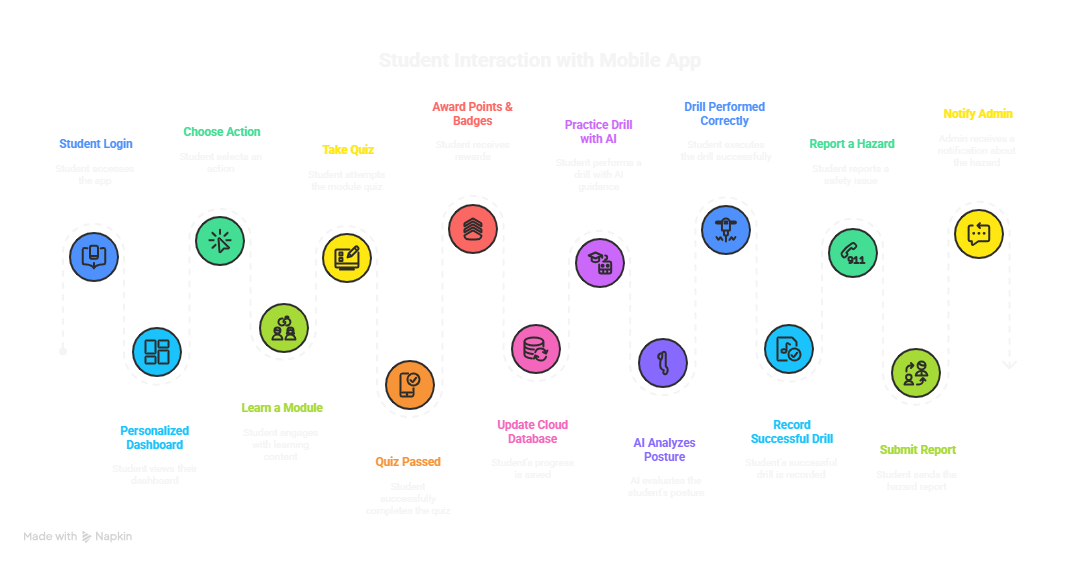 Student Interaction with Mobile App
Student Login
Student accesses
the app
Personalized
Dashboard
Student views their
dashboard
Choose Action
Student selects an
action
Learn a Module
Student engages
with learning
content
Take Quiz
Student attempts
the module quiz
Quiz Passed
Student
successfully
completes the quiz
Award Points &
Badges
Student receives
rewards
Update Cloud
Database
Student's progress
is saved
Practice Drill
with AI
Student performs a
drill with AI
guidance
AI Analyzes
Posture
AI evaluates the
student's posture
Drill Performed
Correctly
Student executes
the drill successfully
Record
Successful Drill
Student's successful
drill is recorded
Report a Hazard
Student reports a
safety issue
911
Submit Report
Student sends the
hazard report
Notify Admin
Admin receives a
notification about
the hazard
Made with Napkin